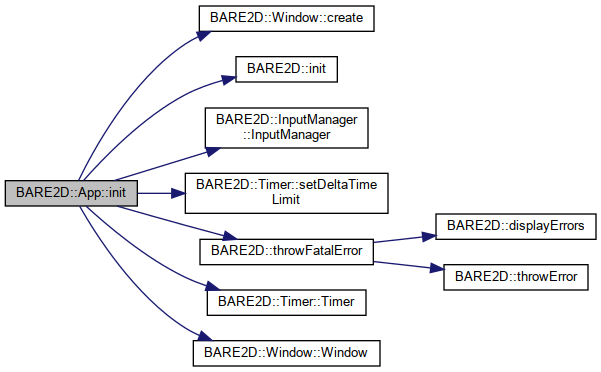 BARE2D::Window::create
BARE2D::init
BARE2D::InputManager
::InputManager
BARE2D::App::init
BARE2D::Timer::setDeltaTime
Limit
BARE2D::throwFatalError
BARE2D::displayErrors
BARE2D::throwError
BARE2D::Timer::Timer
BARE2D::Window::Window